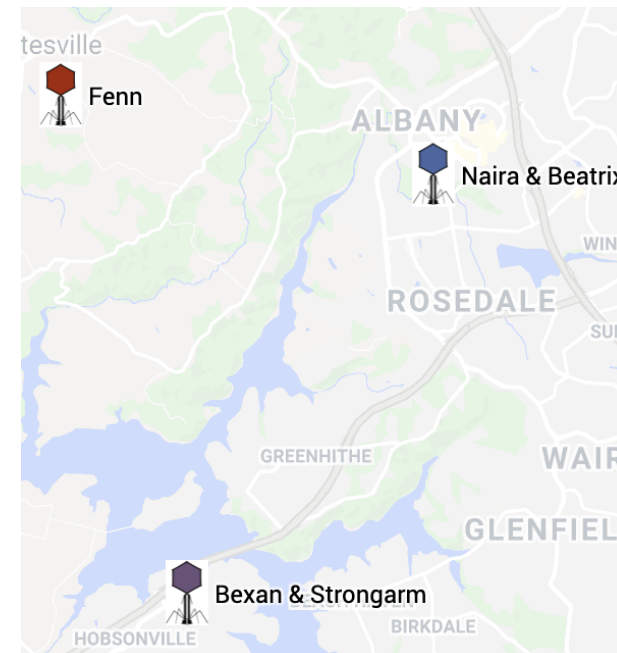 tesville
Fenn
ALBANY
Naira & Beatrix
WIN
ROSEDALE
SU
GREENHITHE
WAIR
GLENFIEL
Bexan & Strongarm
BIRKDALE
HOBSONVILLE